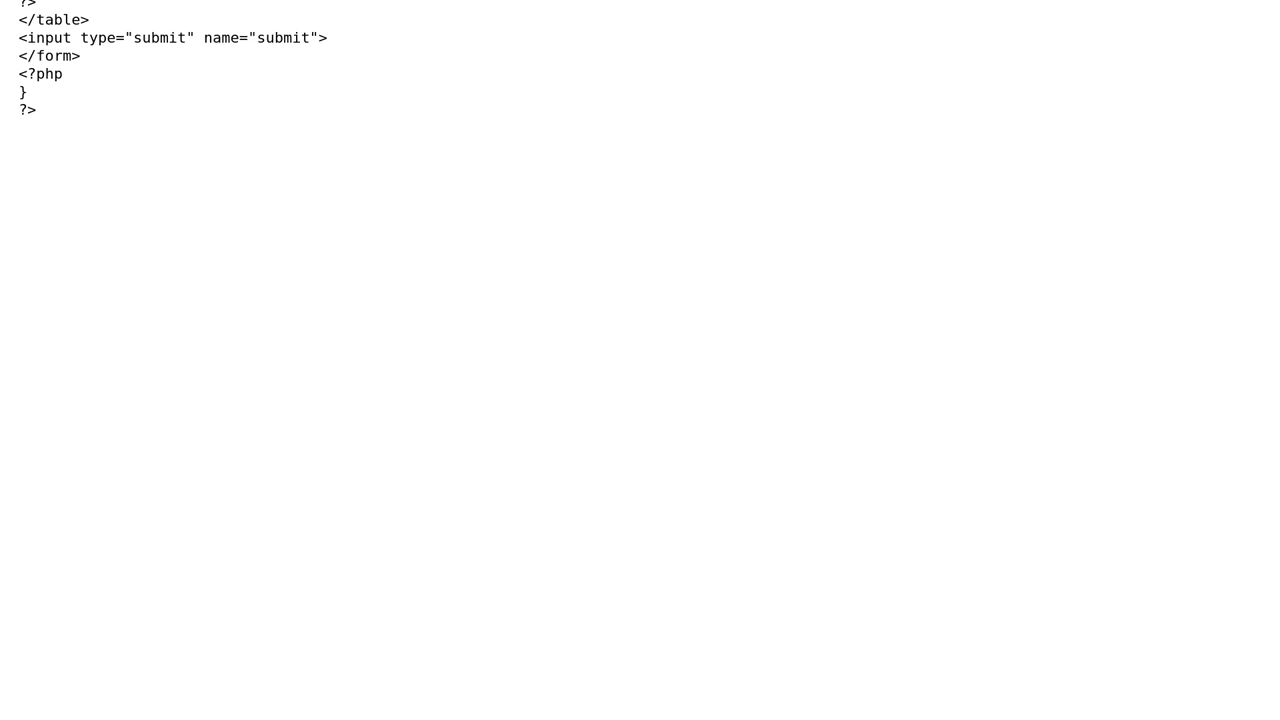 ?>
</table>
<input type="submit" name="submit">
</form>
<?php
}
?>